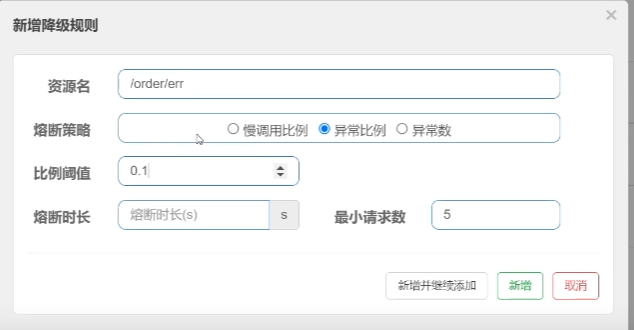 新增降级规则
资源名 /order/err
熔断策略 慢调用比例 异常比例 异常数
比例阈值 0.1
熔断时长 熔断时长(s) s 最小请求数 5
新增并继续添加 新增 取消